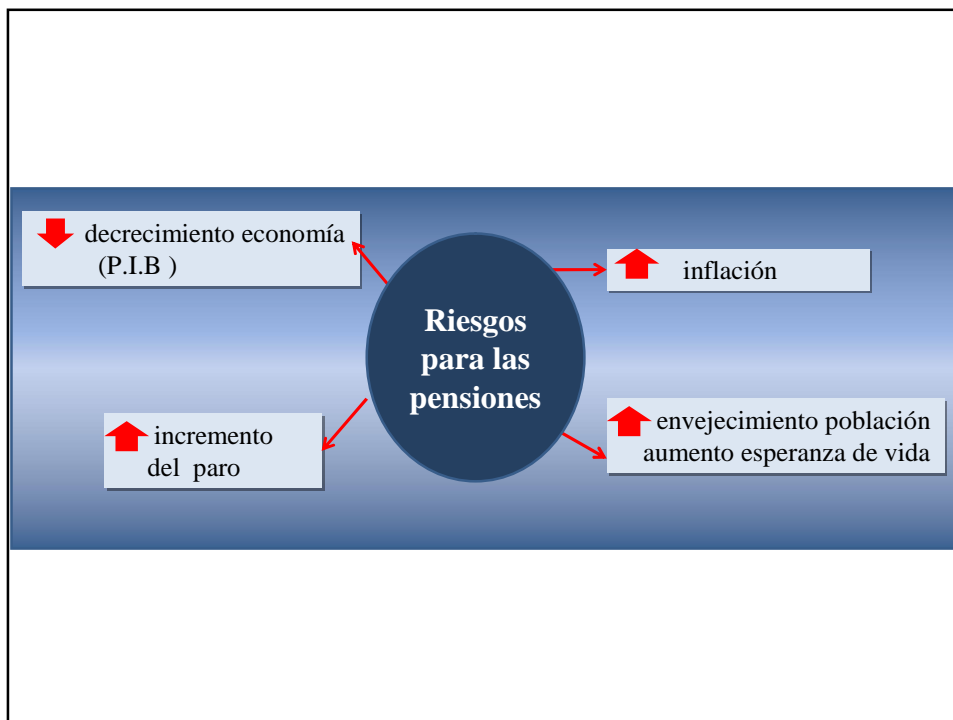 decrecimiento economía
(P.I.B )
inflación
Riesgos
para las
pensiones
incremento
del paro
envejecimiento población
aumento esperanza de vida